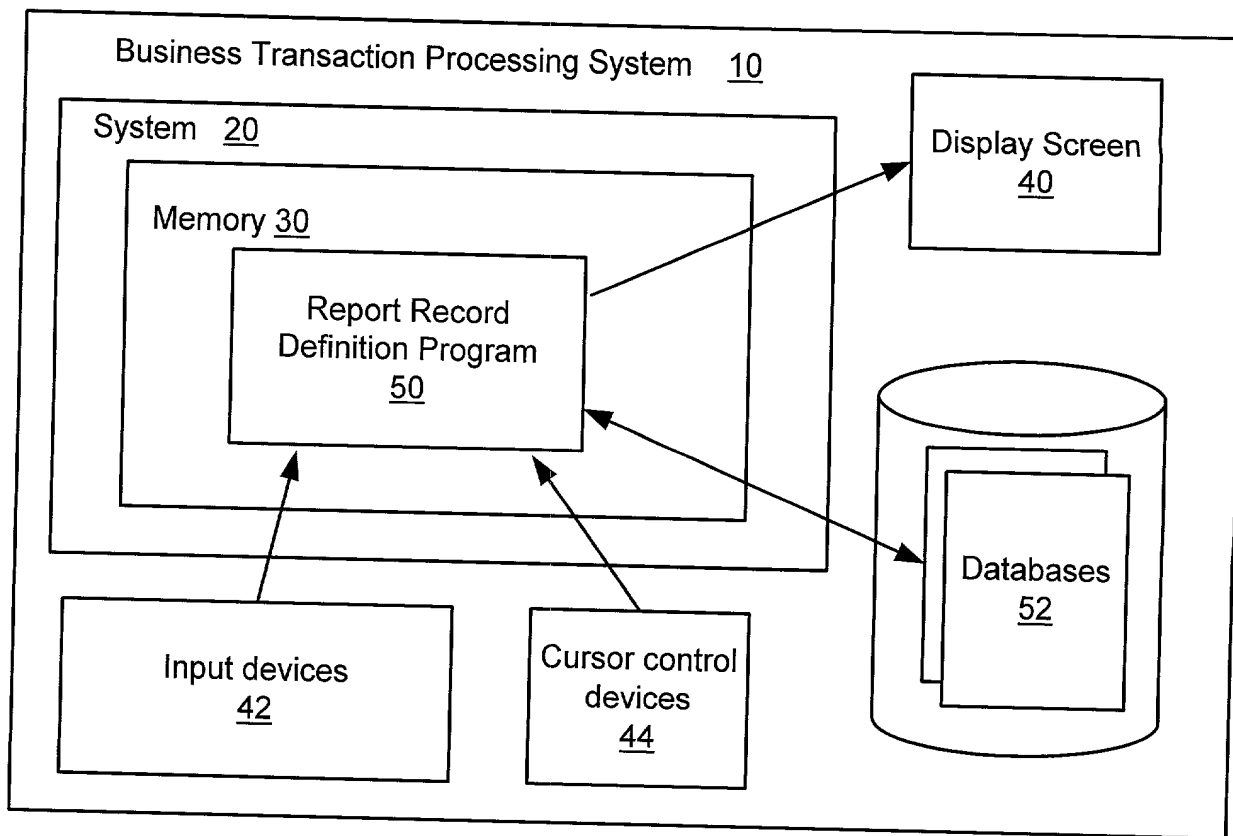 Business Transaction Processing System 10
System 20
Memory 30
Report Record
Definition Program
50
Display Screen
40
Databases
52
Input devices
42
Cursor control
devices
44